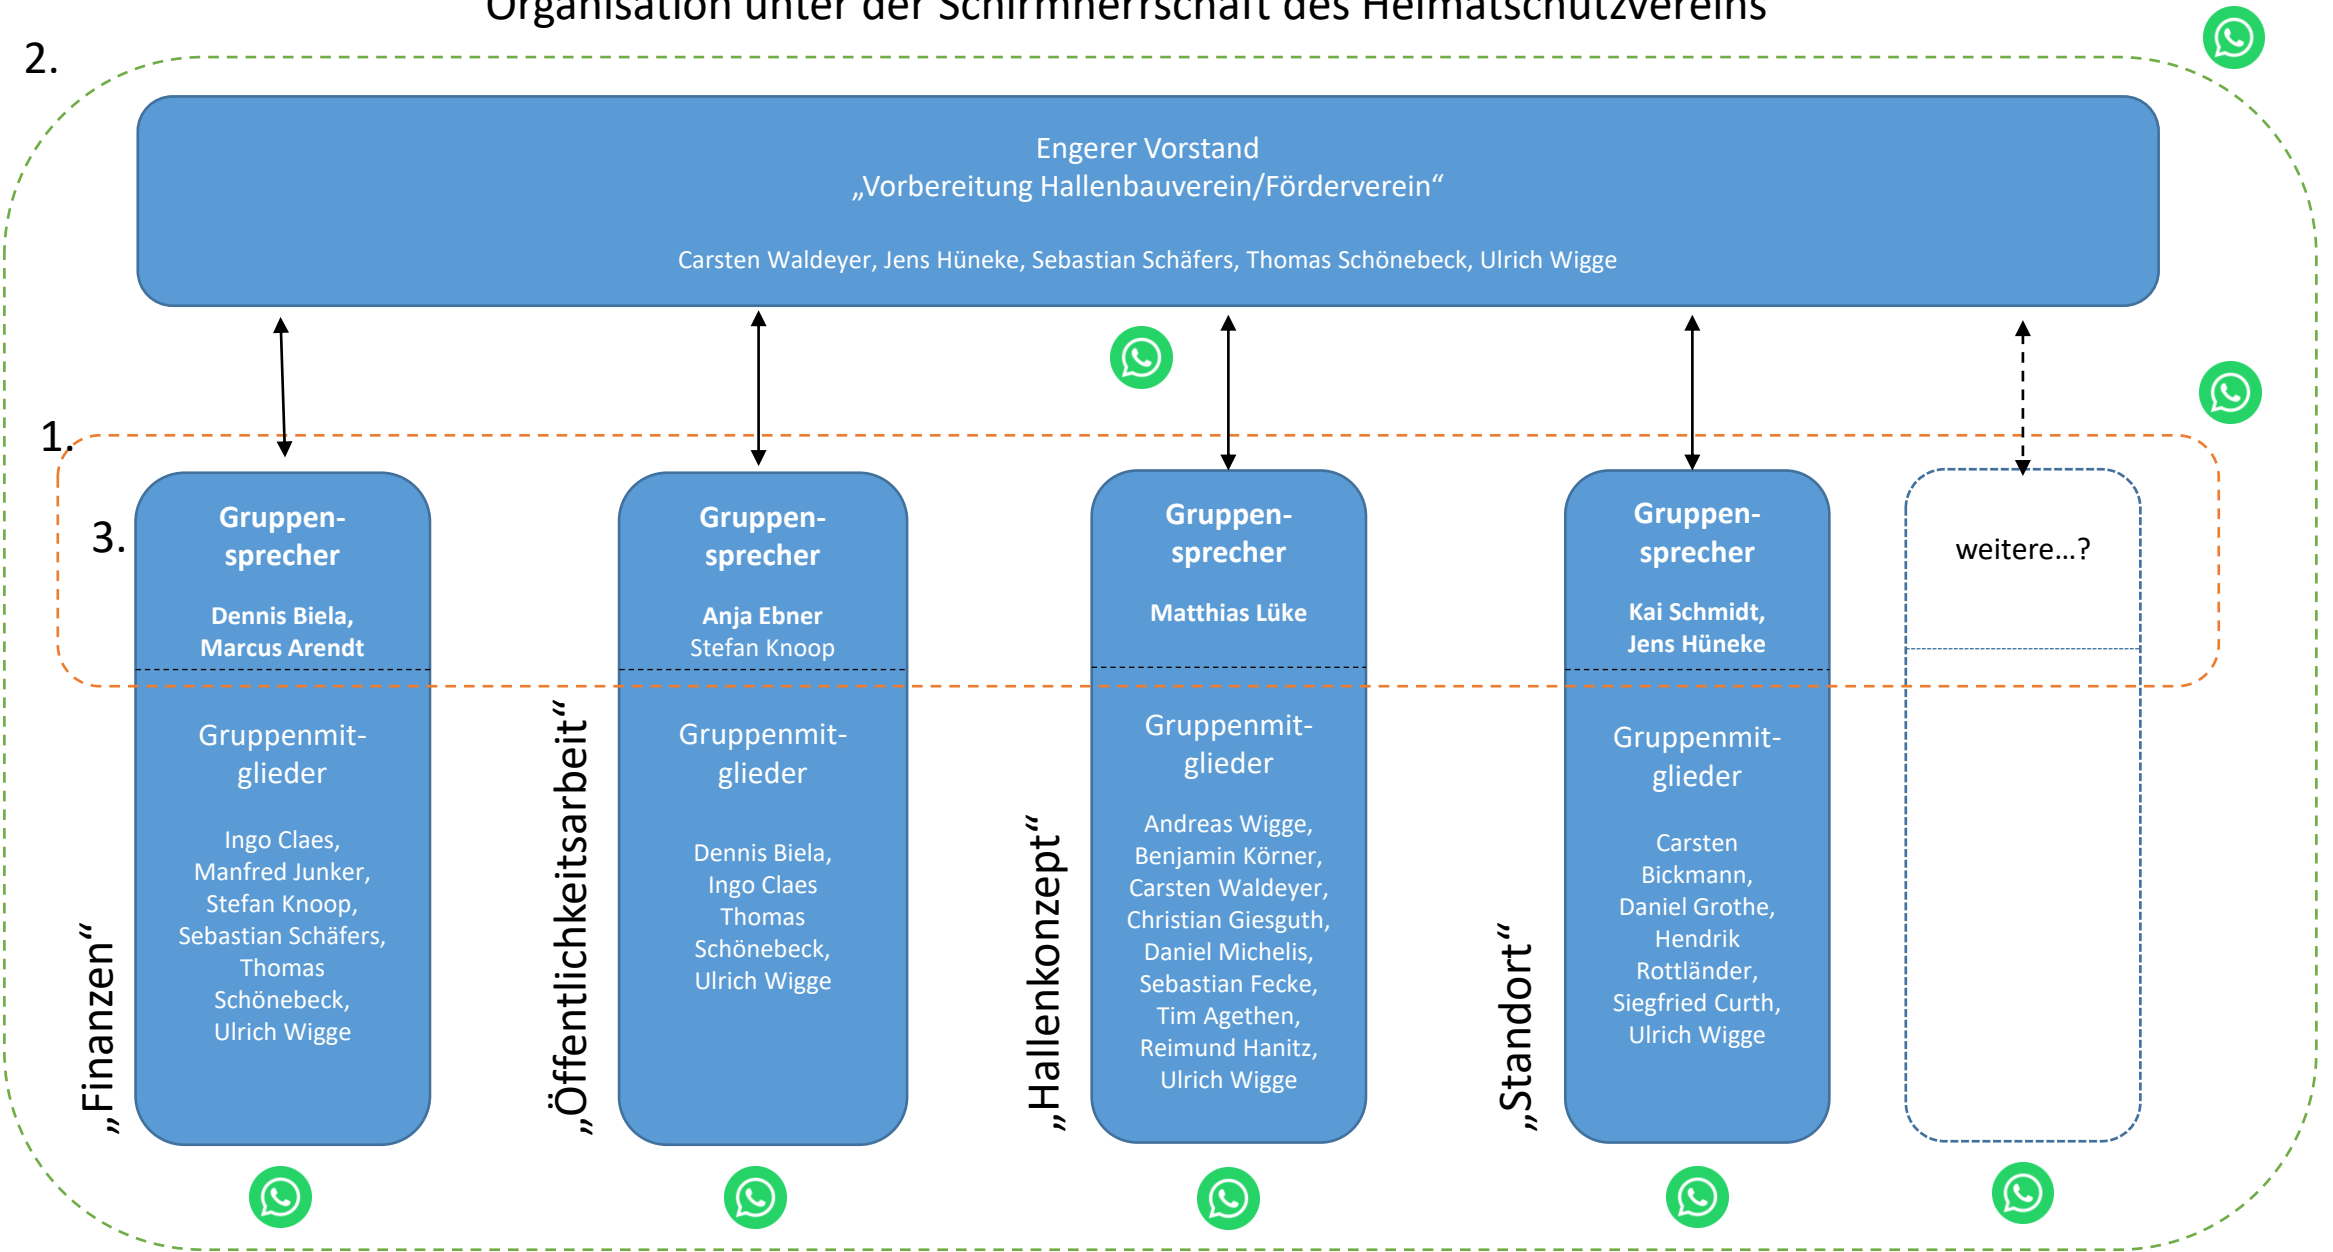 Organisation unter der Schirmherrschaft des Heimatschutzvereins
2.
Engerer Vorstand
„Vorbereitung Hallenbauverein/Förderverein“
Carsten Waldeyer, Jens Hüneke, Sebastian Schäfers, Thomas Schönebeck, Ulrich Wigge
1.
3.
„Finanzen“
Gruppen-
sprecher
Dennis Biela,
Marcus Arendt
Gruppenmit-
glieder
Ingo Claes,
Manfred Junker,
Stefan Knoop,
Sebastian Schäfers,
Thomas
Schönebeck,
Ulrich Wigge
„Öffentlichkeitsarbeit“
Gruppen-
sprecher
Anja Ebner
Stefan Knoop
Gruppenmit-
glieder
Dennis Biela,
Ingo Claes
Thomas
Schönebeck,
Ulrich Wigge
„Hallenkonzept“
Gruppen-
sprecher
Matthias Lüke
Gruppenmit-
glieder
Andreas Wigge,
Benjamin Körner,
Carsten Waldeyer,
Christian Giesguth,
Daniel Michelis,
Sebastian Fecke,
Tim Agethen,
Reimund Hanitz,
Ulrich Wigge
„Standort“
Gruppen-
sprecher
Kai Schmidt,
Jens Hüneke
Gruppenmit-
glieder
Carsten
Bickmann,
Daniel Grothe,
Hendrik
Rottländer,
Siegfried Curth,
Ulrich Wigge
weitere...?